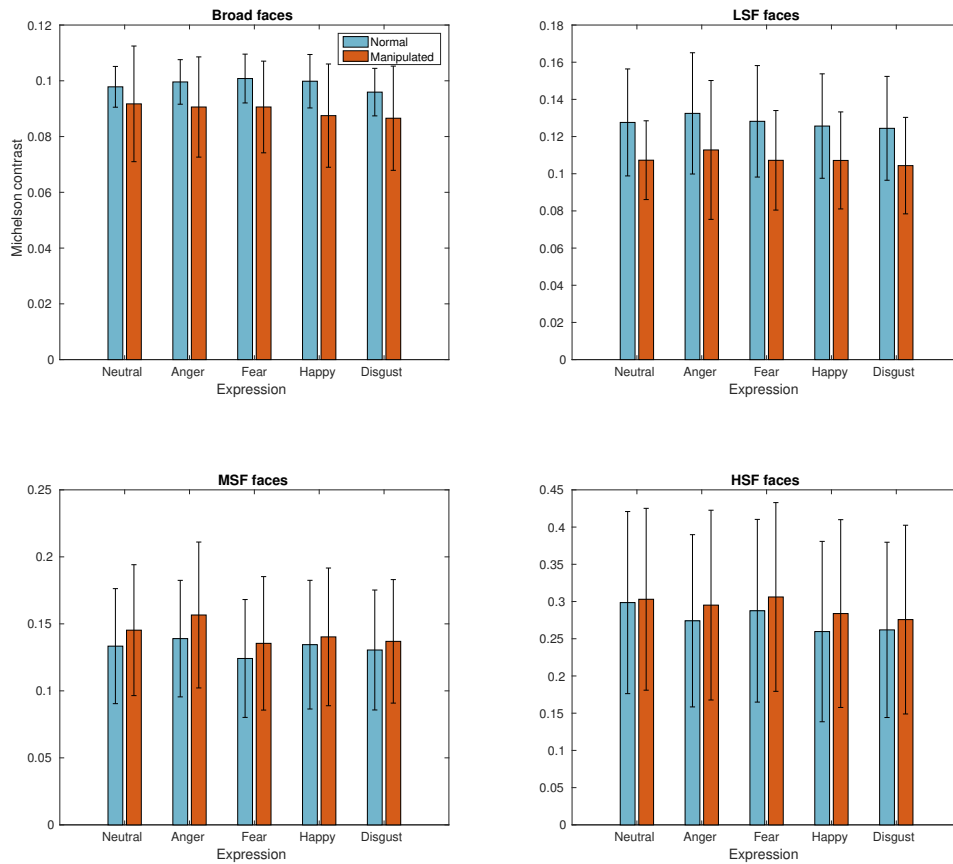 Broad faces
Normal
Manipulated
Michelson contrast
0.12
0.1
0.08
0.06
0.04
0.02
0
Neutral Anger Fear Happy Disgust
Expression
LSF faces
0.18
0.16
0.14
0.12
0.1
0.08
0.06
0.04
0.02
0
Neutral Anger Fear Happy Disgust
Expression
MSF faces
0.25
0.2
0.15
0.1
0.05
0
Neutral Anger Fear Happy Disgust
Expression
HSF faces
0.45
0.4
0.35
0.3
0.25
0.2
0.15
0.1
0.05
0
Neutral Anger Fear Happy Disgust
Expression